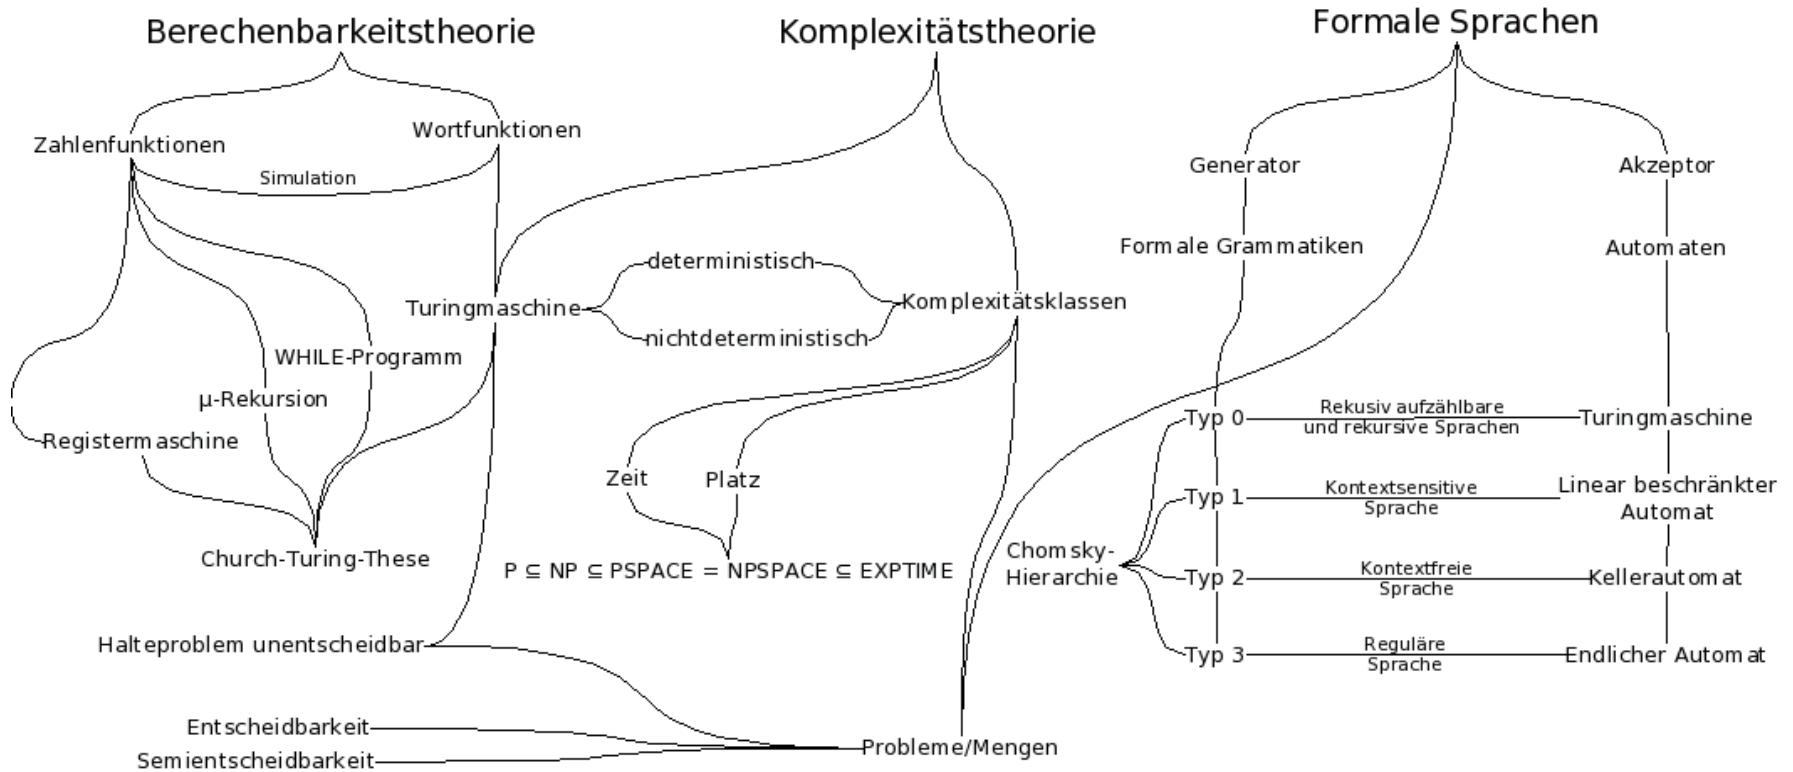 Berechenbarkeitstheorie
Komplexitätstheorie
Formale Sprachen
Zahlenfunktionen
Wortfunktionen
Simulation
Generator
Akzeptor
Formale Grammatiken
Automaten
deterministisch
Turingmaschine
Komplexitätsklassen
nichtdeterministisch
WHILE-Programm
µ-Rekursion
Registermaschine
Zeit
Platz
Church-Turing-These
P ⊆ NP ⊆ PSPACE = NPSPACE ⊆ EXPTIME
Halteproblem unentscheidbar
Entscheidbarkeit
Semientscheidbarkeit
Probleme/Mengen
Chomsky-
Hierarchie
Typ 0
Rekusiv aufzählbare
und rekursive Sprachen
Turingmaschine
Typ 1
Kontextsensitive
Sprache
Linear beschränkter
Automat
Typ 2
Kontextfreie
Sprache
Kellerautomat
Typ 3
Reguläre
Sprache
Endlicher Automat